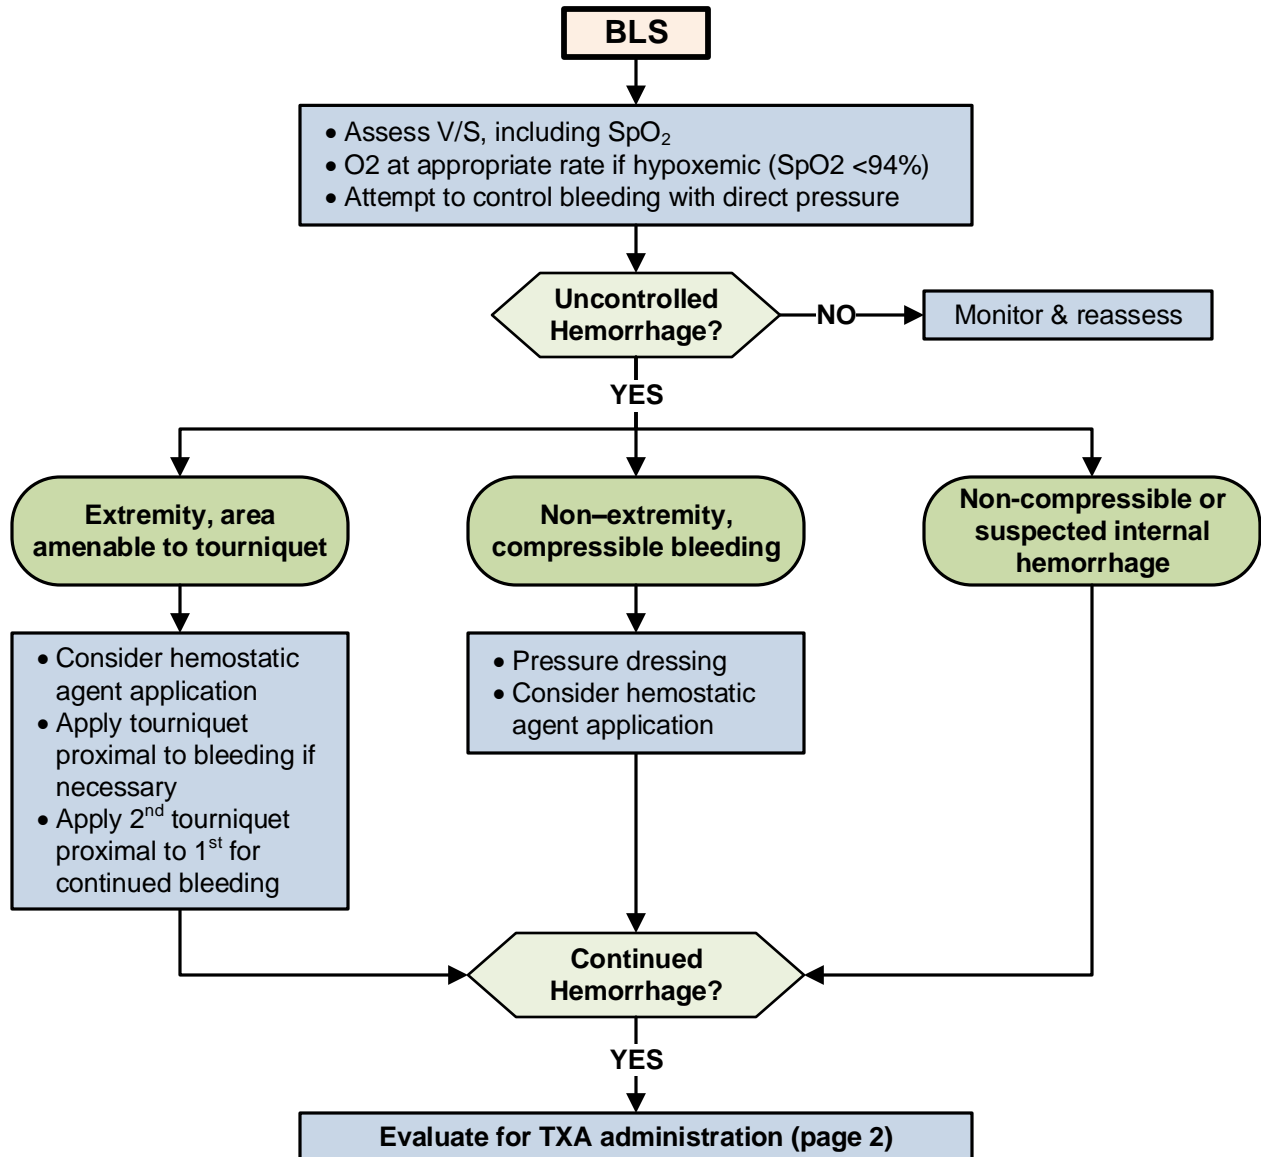 BLS
• Assess V/S, including SpO₂
• O2 at appropriate rate if hypoxemic (SpO2 <94%)
• Attempt to control bleeding with direct pressure
Uncontrolled
Hemorrhage?
NO
Monitor & reassess
YES
Extremity, area
amenable to tourniquet
Non–extremity,
compressible bleeding
Non-compressible or
suspected internal
hemorrhage
• Consider hemostatic
agent application
• Apply tourniquet
proximal to bleeding if
necessary
• Apply 2nd tourniquet
proximal to 1st for
continued bleeding
• Pressure dressing
• Consider hemostatic
agent application
Continued
Hemorrhage?
YES
Evaluate for TXA administration (page 2)